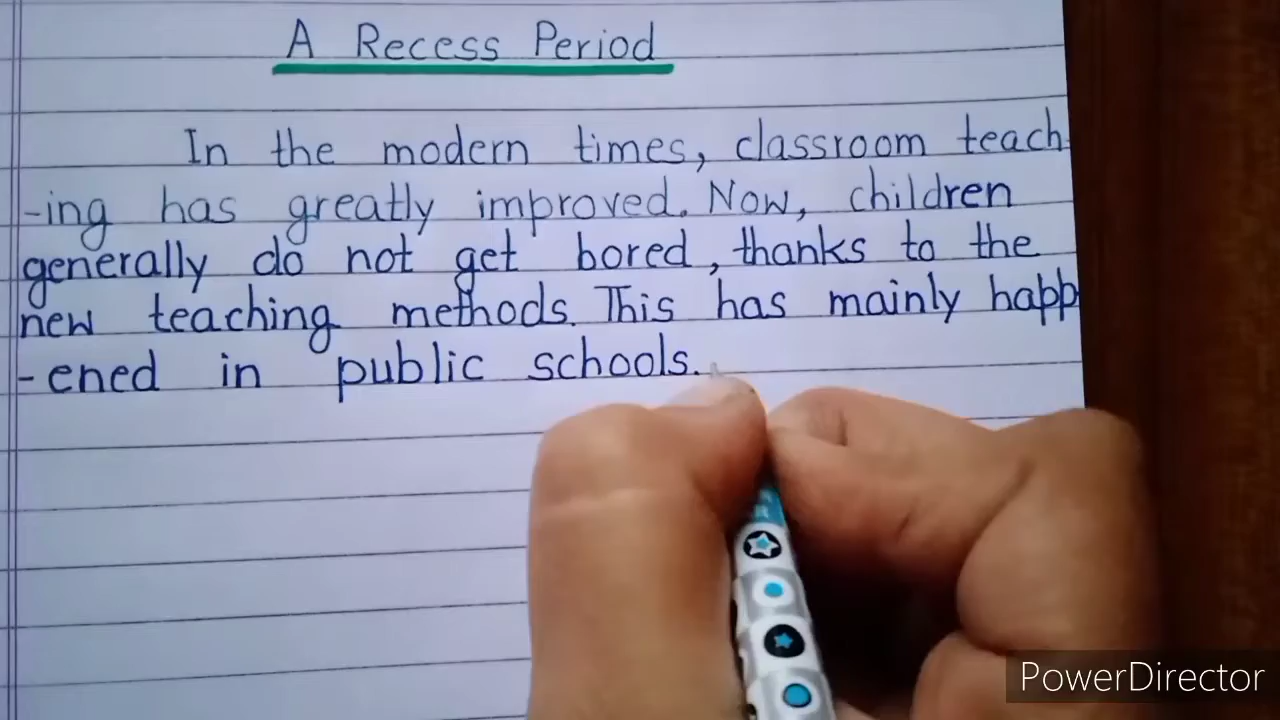 A Recess Period
In the modern times, classroom teach
-ing has greatly improved. Now, children
generally do not get bored, thanks to the
new teaching methods. This has mainly happ
-ened in public schools.
PowerDirector